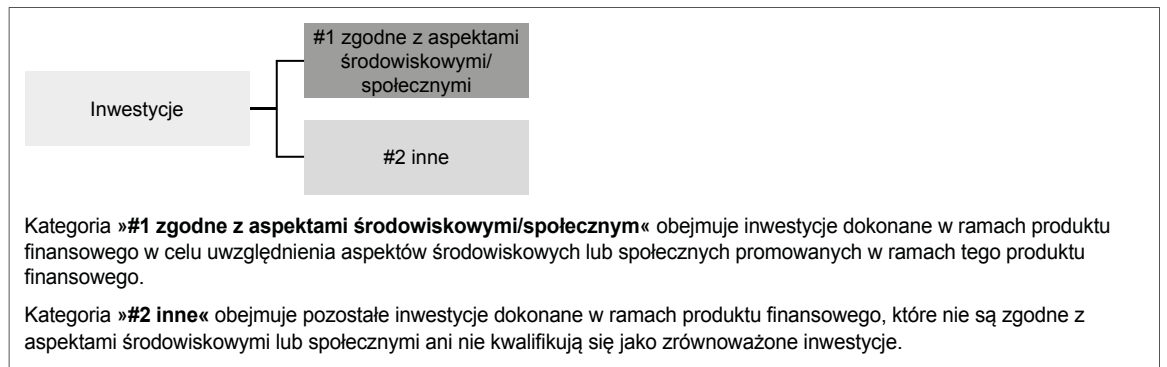 #1 zgodne z aspektami
środowiskowymi/
społecznymi
Inwestycje
#2 inne
Kategoria »#1 zgodne z aspektami środowiskowymi/społecznym« obejmuje inwestycje dokonane w ramach produktu
finansowego w celu uwzględnienia aspektów środowiskowych lub społecznych promowanych w ramach tego produktu
finansowego.
Kategoria »#2 inne« obejmuje pozostałe inwestycje dokonane w ramach produktu finansowego, które nie są zgodne z
aspektami środowiskowymi lub społecznymi ani nie kwalifikują się jako zrównoważone inwestycje.